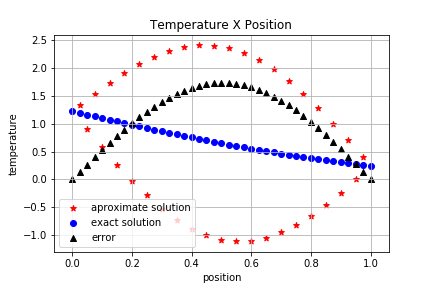 Temperature X Position
2.5
2.0
1.5
1.0
0.5
0.0
−0.5
−1.0
temperature
aproximate solution
exact solution
error
0.0 0.2 0.4 0.6 0.8 1.0
position